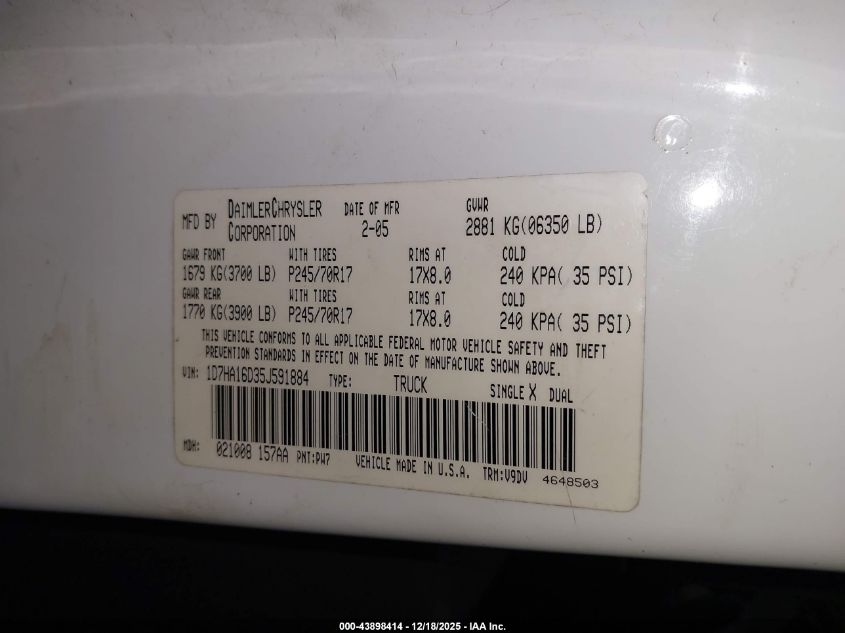 MFD BY DAIMLERCHRYSLER CORPORATION DATE OF MFR 2-05 GVWR 2881 KG(06350 LB)
GAWR FRONT WITH TIRES RIMS AT COLD
1679 KG(3700 LB) P245/70R17 17X8.0 240 KPA( 35 PSI)
GAWR REAR WITH TIRES RIMS AT COLD
1770 KG(3900 LB) P245/70R17 17X8.0 240 KPA( 35 PSI)
THIS VEHICLE CONFORMS TO ALL APPLICABLE FEDERAL MOTOR VEHICLE SAFETY AND THEFT
PREVENTION STANDARDS IN EFFECT ON THE DATE OF MANUFACTURE SHOWN ABOVE.
VIN: 1D7HA16D35J591884 TYPE: TRUCK SINGLE X DUAL
MDH: 021008 157AA PNT:PW7 VEHICLE MADE IN U.S.A. TRM:V9DV 4648503
000-43898414 - 12/18/2025 - IAA Inc.